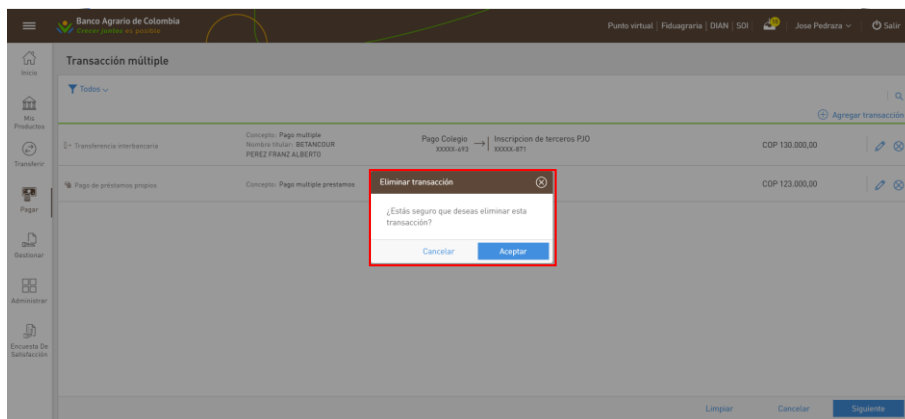 Banco Agrario de Colombia
Crecer juntos es posible
Punto virtual | Fiduagraria | DIAN | SOI
Jose Pedraza
Salir
Inicio
Mis
Productos
Transferir
Pagar
Gestionar
Administrar
Encuesta De
Satisfacción
Transacción múltiple
Todos
Agregar transacción
Transferencia interbancaria
Concepto: Pago multiple
Nombre titular: BETANCOUR
PEREZ FRANZ ALBERTO
Pago Colegio
XXXXX-693
Inscripcion de terceros PJO
XXXXX-871
COP 130.000,00
Pago de préstamos propios
Concepto: Pago multiple prestamos
COP 123.000,00
Eliminar transacción
¿Estás seguro que deseas eliminar esta
transacción?
Cancelar
Aceptar
Limpiar
Cancelar
Siguiente